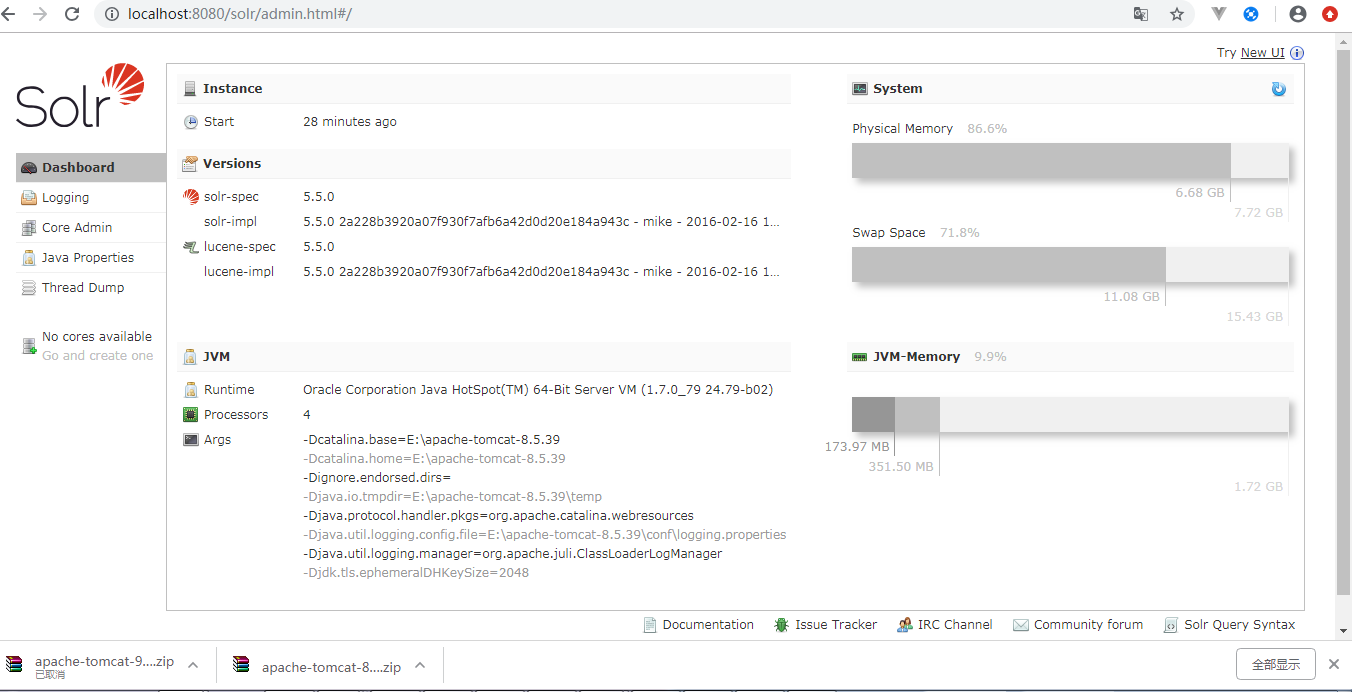 localhost:8080/solr/admin.html#/
Try New UI
Solr
Dashboard
Logging
Core Admin
Java Properties
Thread Dump
No cores available
Go and create one
Instance
Start 28 minutes ago
Versions
solr-spec 5.5.0
solr-impl 5.5.0 2a228b3920a07f930f7afb6a42d0d20e184a943c - mike - 2016-02-16 1...
lucene-spec 5.5.0
lucene-impl 5.5.0 2a228b3920a07f930f7afb6a42d0d20e184a943c - mike - 2016-02-16 1...
System
Physical Memory 86.6%
6.68 GB
7.72 GB
Swap Space 71.8%
11.08 GB
15.43 GB
JVM
Runtime Oracle Corporation Java HotSpot(TM) 64-Bit Server VM (1.7.0_79 24.79-b02)
Processors 4
Args -Dcatalina.base=E:\apache-tomcat-8.5.39
-Dcatalina.home=E:\apache-tomcat-8.5.39
-Dignore.endorsed.dirs=
-Djava.io.tmpdir=E:\apache-tomcat-8.5.39\temp
-Djava.protocol.handler.pkgs=org.apache.catalina.webresources
-Djava.util.logging.config.file=E:\apache-tomcat-8.5.39\conf\logging.properties
-Djava.util.logging.manager=org.apache.juli.ClassLoaderLogManager
-Djdk.tls.ephemeralDHKeySize=2048
JVM-Memory 9.9%
173.97 MB
351.50 MB
1.72 GB
Documentation Issue Tracker IRC Channel Community forum Solr Query Syntax
apache-tomcat-9....zip
已取消
apache-tomcat-8....zip
全部显示